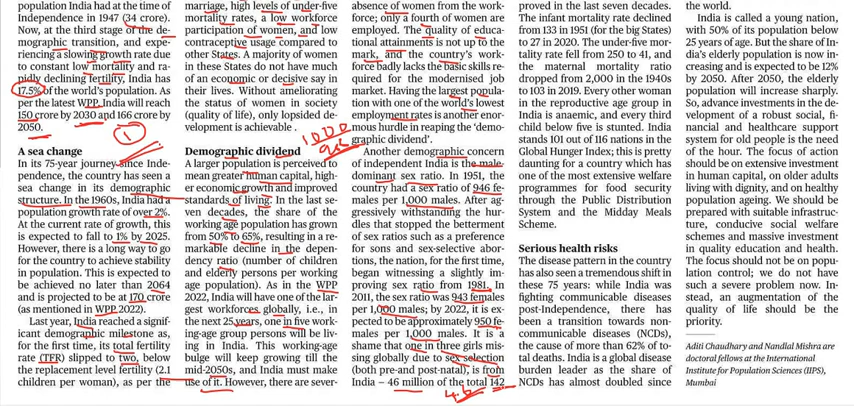 population India had at the time of
Independence in 1947 (34 crore).
Now, at the third stage of the de-
mographic transition, and expe-
riencing a slowing growth rate due
to constant low mortality and ra-
pidly declining fertility, India has
17.5% of the world's population. As
per the latest WPP, India will reach
150 crore by 2030 and 166 crore by
2050.
1
A sea change
In its 75-year journey since Inde-
pendence, the country has seen a
sea change in its demographic
structure. In the 1960s, India had a
population growth rate of over 2%.
At the current rate of growth, this
is expected to fall to 1% by 2025.
However, there is a long way to go
for the country to achieve stability
in population. This is expected to
be achieved no later than 2064
and is projected to be at 170 crore
(as mentioned in WPP 2022).
Last year, India reached a signif-
icant demographic milestone as,
for the first time, its total fertility
rate (TFR) slipped to two, below
the replacement level fertility (2.1
children per woman), as per the
marriage, high levels of under-five
mortality rates, a low workforce
participation of women, and low
contraceptive usage compared to
other States. A majority of women
in these States do not have much
of an economic or decisive say in
their lives. Without ameliorating
the status of women in society
(quality of life), only lopsided de-
velopment is achievable.
Demographic dividend
A larger population is perceived to
mean greater human capital, high-
er economic growth and improved
standards of living. In the last se-
ven decades, the share of the
working age population has grown
from 50% to 65%, resulting in a re-
markable decline in the depen-
dency ratio (number of children
and elderly persons per working
age population). As in the WPP
2022, India will have one of the lar-
gest workforces globally, i.e., in
the next 25 years, one in five work-
ing-age group persons will be liv-
ing in India. This working-age
bulge will keep growing till the
mid-2050s, and India must make
use of it. However, there are sever-
absence of women from the work-
force; only a fourth of women are
employed. The quality of educa-
tional attainments is not up to the
mark, and the country's work-
force badly lacks the basic skills re-
quired for the modernised job
market. Having the largest popula-
tion with one of the world's lowest
employment rates is another enor-
mous hurdle in reaping the 'demo-
graphic dividend'.
1000
Another demographic concern
of independent India is the male-
dominant sex ratio. In 1951, the
country had a sex ratio of 946 fe-
males per 1,000 males. After ag-
gressively withstanding the hur-
dles that stopped the betterment
of sex ratios such as a preference
for sons and sex-selective abor-
tions, the nation, for the first time,
began witnessing a slightly im-
proving sex ratio from 1981. In
2011, the sex ratio was 943 females
per 1,000 males; by 2022, it is ex-
pected to be approximately 950 fe-
males per 1,000 males. It is a
shame that one in three girls mis-
sing globally due to sex selection
(both pre-and post-natal), is from
India – 46 million of the total 142
4.6
proved in the last seven decades.
The infant mortality rate declined
from 133 in 1951 (for the big States)
to 27 in 2020. The under-five mor-
tality rate fell from 250 to 41, and
the maternal mortality ratio
dropped from 2,000 in the 1940s
to 103 in 2019. Every other woman
in the reproductive age group in
India is anaemic, and every third
child below five is stunted. India
stands 101 out of 116 nations in the
Global Hunger Index; this is pretty
daunting for a country which has
one of the most extensive welfare
programmes for food security
through the Public Distribution
System and the Midday Meals
Scheme.
Serious health risks
The disease pattern in the country
has also seen a tremendous shift in
these 75 years: while India was
fighting communicable diseases
post-Independence, there has
been a transition towards non-
communicable diseases (NCDs),
the cause of more than 62% of to-
tal deaths. India is a global disease
burden leader as the share of
NCDs has almost doubled since
the world.
India is called a young nation,
with 50% of its population below
25 years of age. But the share of In-
dia's elderly population is now in-
creasing and is expected to be 12%
by 2050. After 2050, the elderly
population will increase sharply.
So, advance investments in the de-
velopment of a robust social, fi-
nancial and healthcare support
system for old people is the need
of the hour. The focus of action
should be on extensive investment
in human capital, on older adults
living with dignity, and on healthy
population ageing. We should be
prepared with suitable infrastruc-
ture, conducive social welfare
schemes and massive investment
in quality education and health.
The focus should not be on popu-
lation control; we do not have
such a severe problem now. In-
stead, an augmentation of the
quality of life should be the
priority.
Aditi Chaudhary and Nandlal Mishra are
doctoral fellows at the International
Institute for Population Sciences (IIPS),
Mumbai